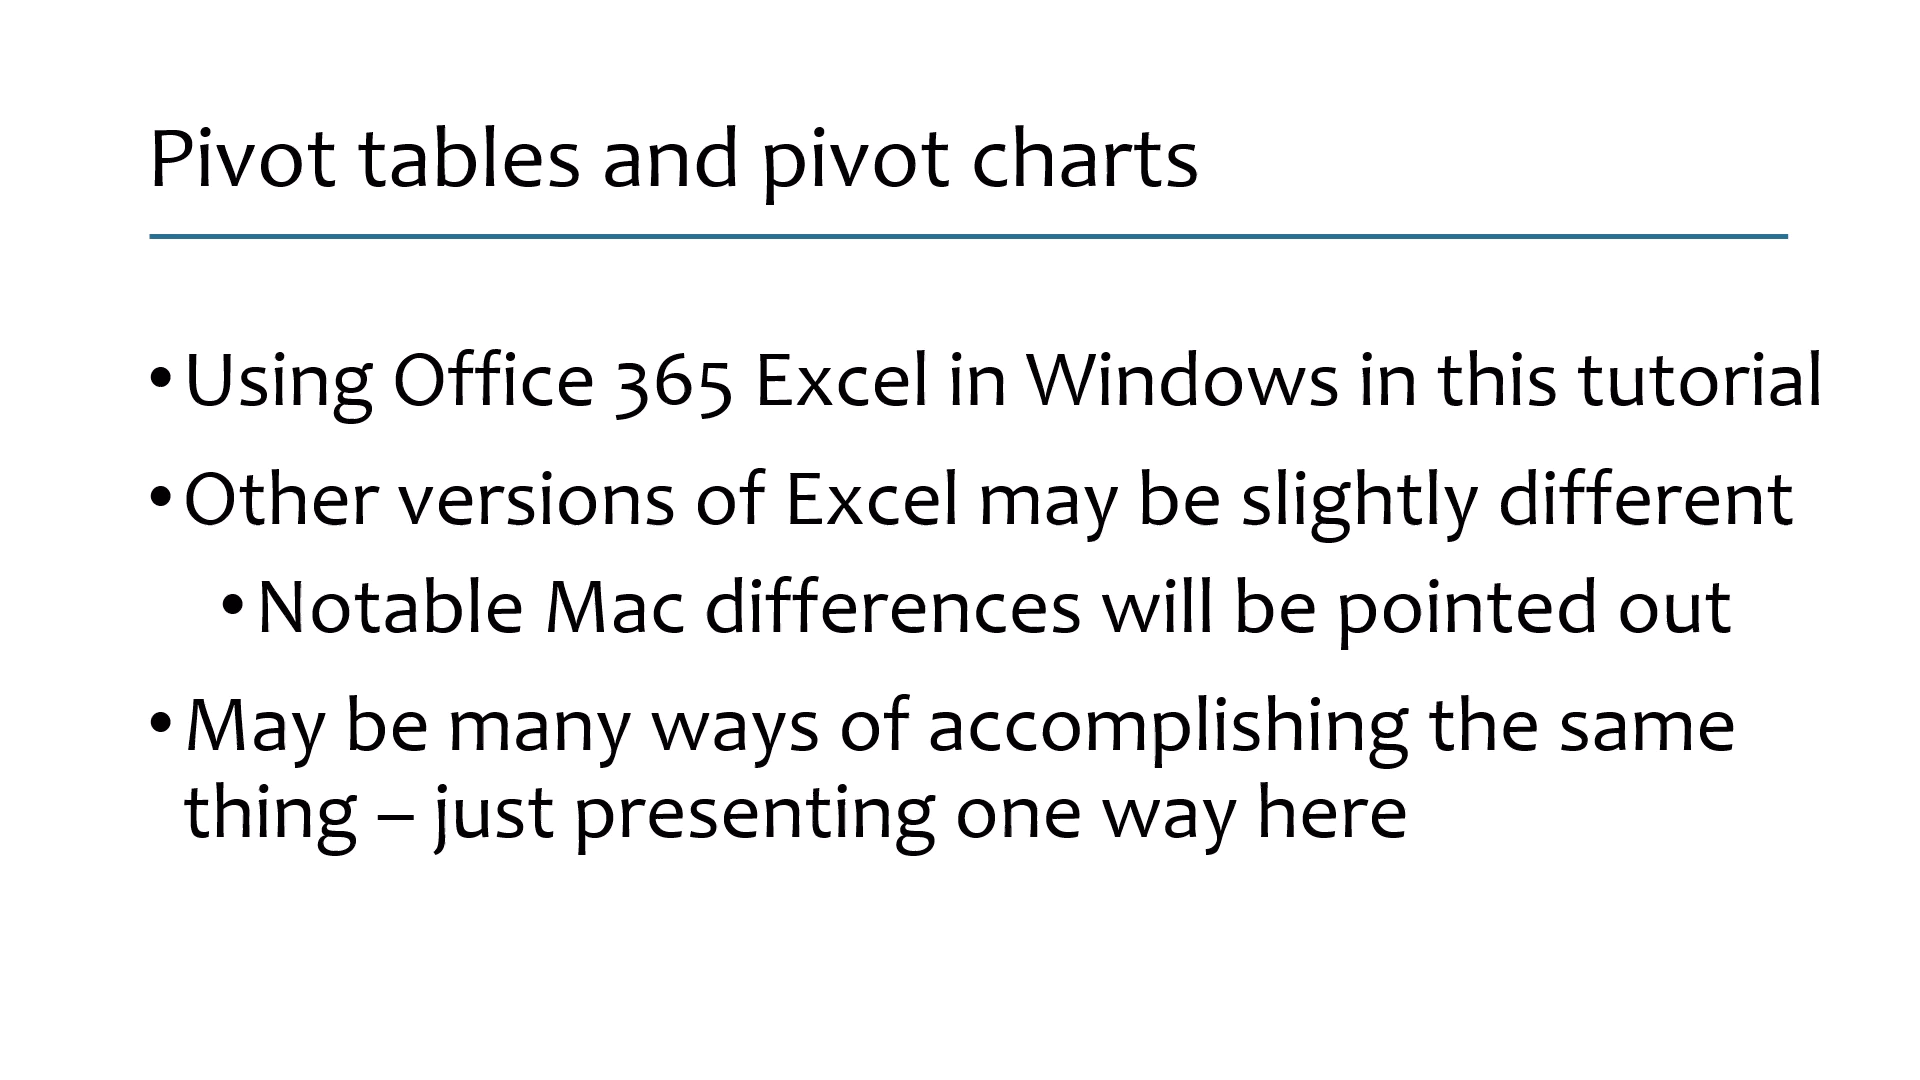 Pivot tables and pivot charts
•Using Office 365 Excel in Windows in this tutorial
•Other versions of Excel may be slightly different
•Notable Mac differences will be pointed out
•May be many ways of accomplishing the same
thing – just presenting one way here